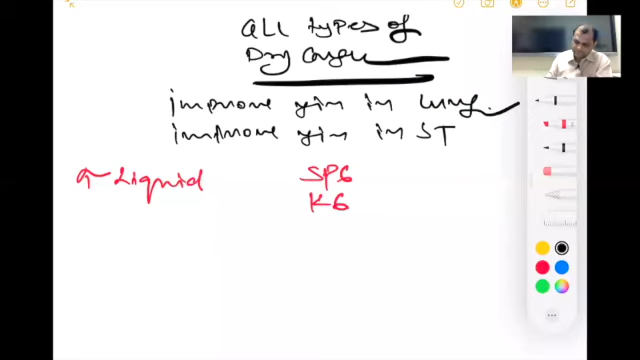 ALL types of
Dry Cough
improve yin in Lung
improve yin in ST
↑ Liquid SP6
K6